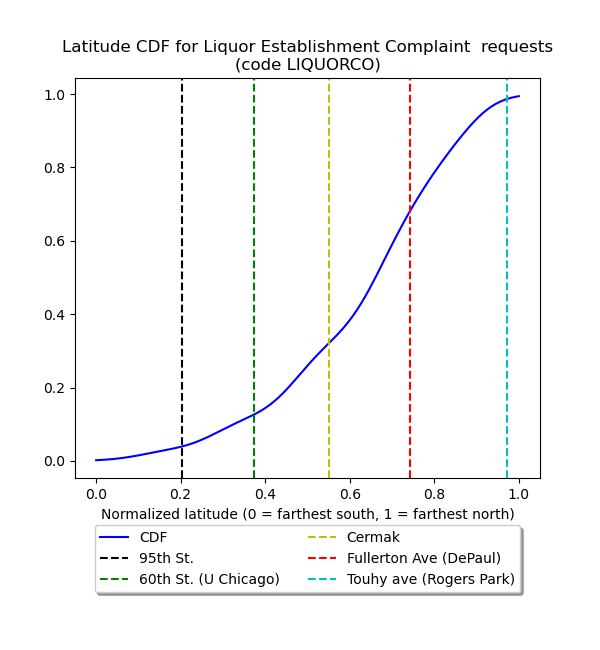 Latitude CDF for Liquor Establishment Complaint  requests
(code LIQUORCO)
1.0
0.8
0.6
0.4
0.2
0.0
0.0 0.2 0.4 0.6 0.8 1.0
Normalized latitude (0 = farthest south, 1 = farthest north)
CDF
95th St.
60th St. (U Chicago)
Cermak
Fullerton Ave (DePaul)
Touhy ave (Rogers Park)